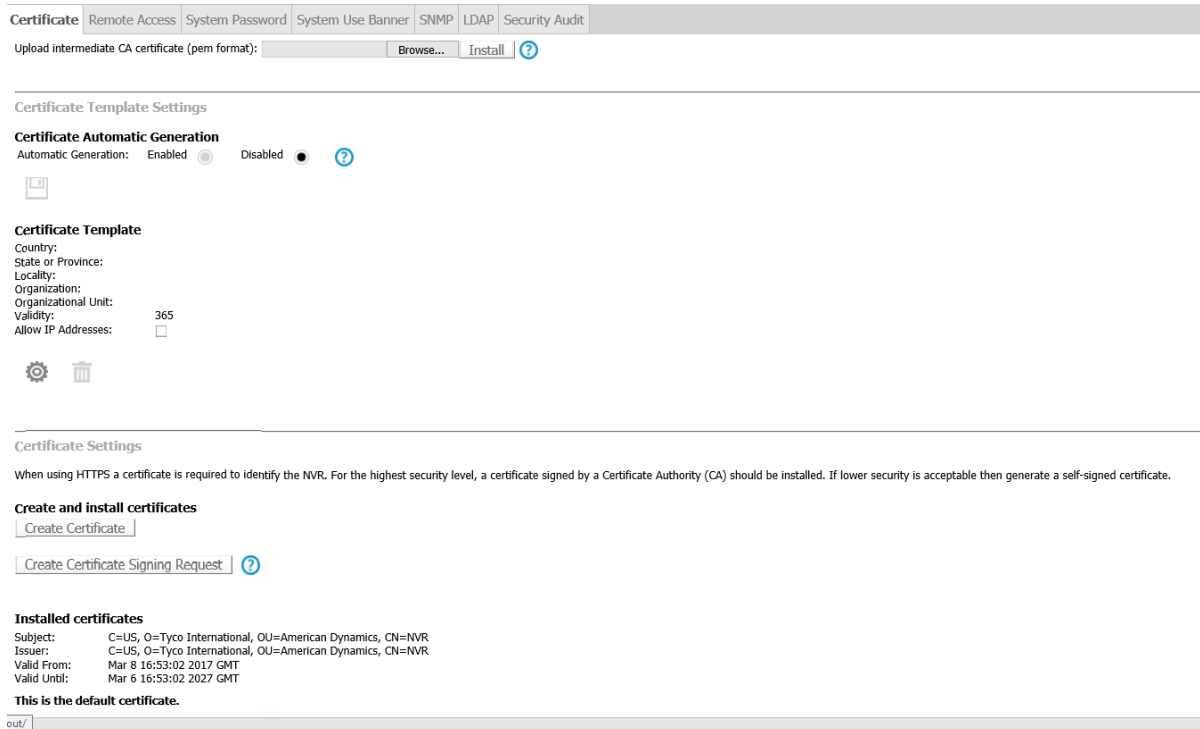 Certificate Remote Access System Password System Use Banner SNMP LDAP Security Audit
Upload intermediate CA certificate (pem format): Browse... Install ?
Certificate Template Settings
Certificate Automatic Generation
Automatic Generation: Enabled Disabled ?
Certificate Template
Country:
State or Province:
Locality:
Organization:
Organizational Unit:
Validity: 365
Allow IP Addresses:
Certificate Settings
When using HTTPS a certificate is required to identify the NVR. For the highest security level, a certificate signed by a Certificate Authority (CA) should be installed. If lower security is acceptable then generate a self-signed certificate.
Create and install certificates
Create Certificate
Create Certificate Signing Request ?
Installed certificates
Subject: C=US, O=Tyco International, OU=American Dynamics, CN=NVR
Issuer: C=US, O=Tyco International, OU=American Dynamics, CN=NVR
Valid From: Mar 8 16:53:02 2017 GMT
Valid Until: Mar 6 16:53:02 2027 GMT
This is the default certificate.
out/